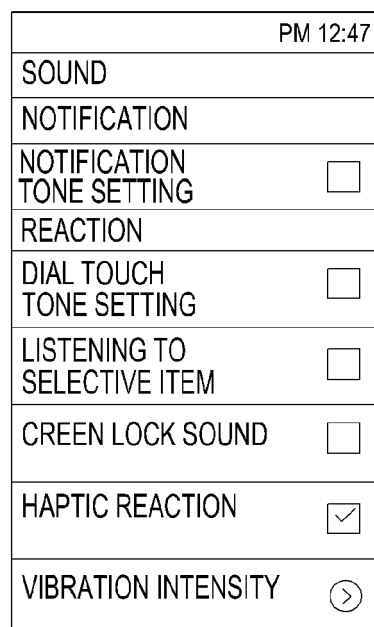 PM 12:47
SOUND
NOTIFICATION
NOTIFICATION
TONE SETTING
REACTION
DIAL TOUCH
TONE SETTING
LISTENING TO
SELECTIVE ITEM
CREEN LOCK SOUND
HAPTIC REACTION
VIBRATION INTENSITY